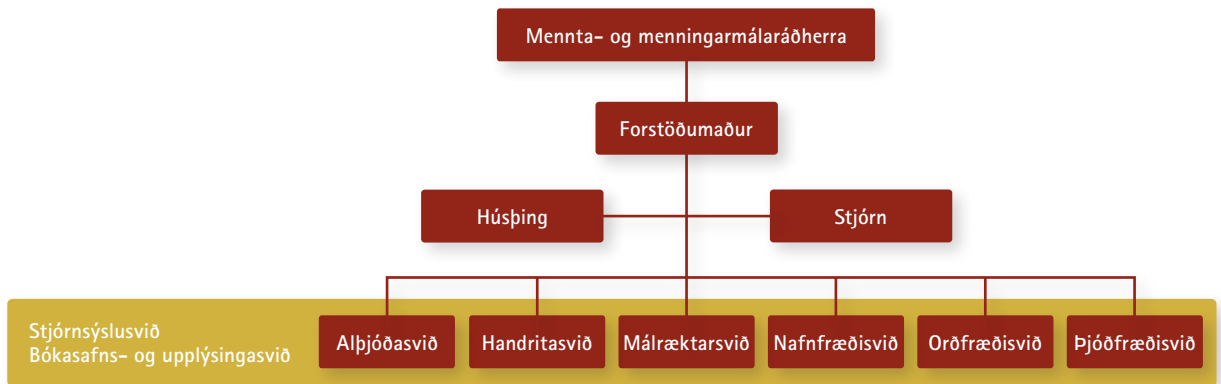 Mennta- og menningarmálaráðherra
Forstöðumaður
Húsþing
Stjórn
Stjórnsýslusvið
Bókasafns- og upplýsingasvið
Alþjóðasvið
Handritasvið
Málræktarsvið
Nafnfræðisvið
Orðfræðisvið
Þjóðfræðisvið